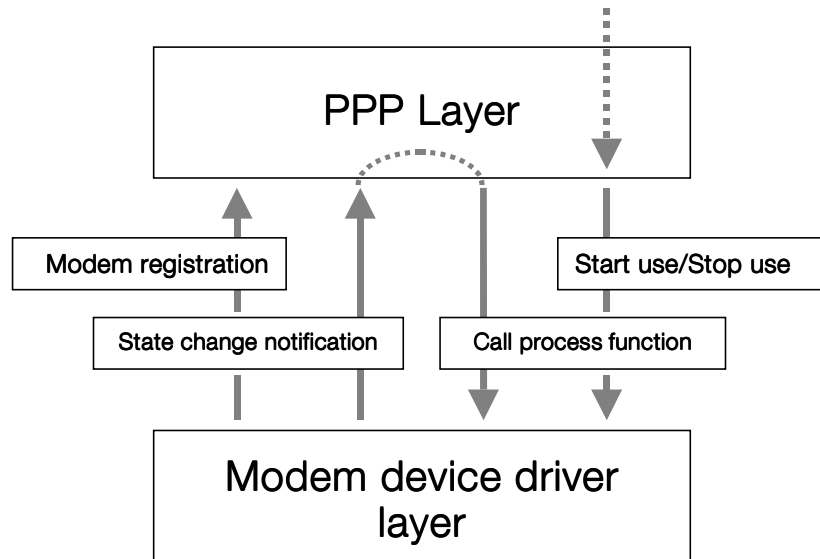 PPP Layer
Modem registration
Start use/Stop use
State change notification
Call process function
Modem device driver
layer